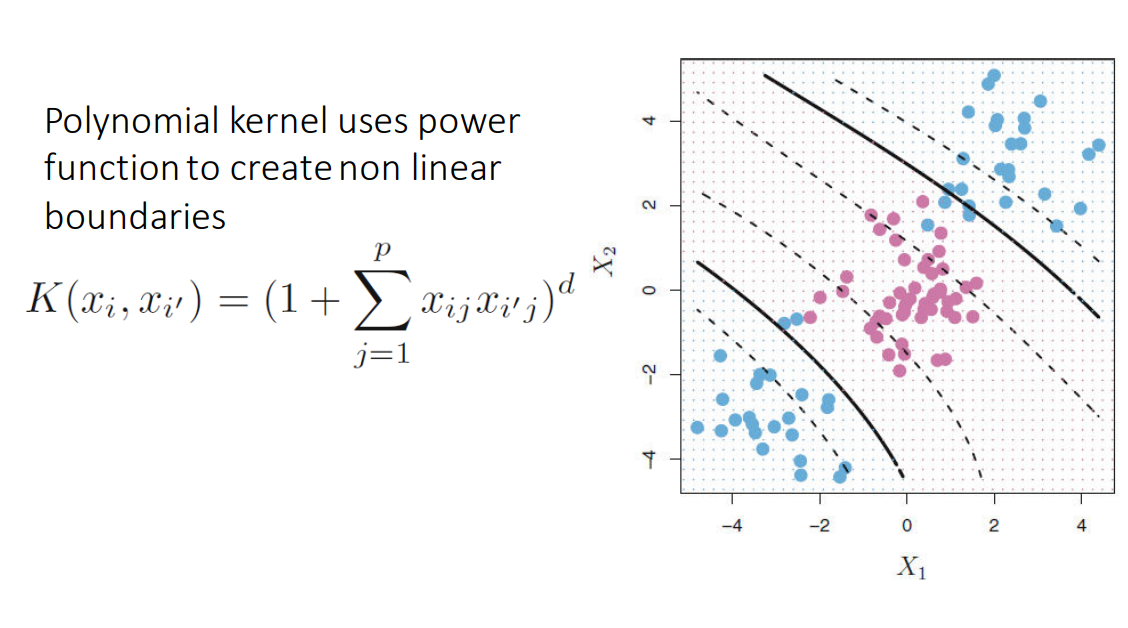 Polynomial kernel uses power
function to create non linear
boundaries
K(x_i, x_{i'}) = (1 + \sum_{j=1}^{p} x_{ij}x_{i'j})^d
4
2
0
−2
−4
X_2
−4 −2 0 2 4
X_1